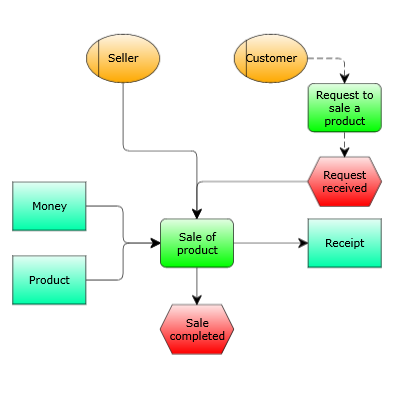 Seller
Customer
Request to
sale a
product
Request
received
Money
Sale of
product
Receipt
Product
Sale
completed